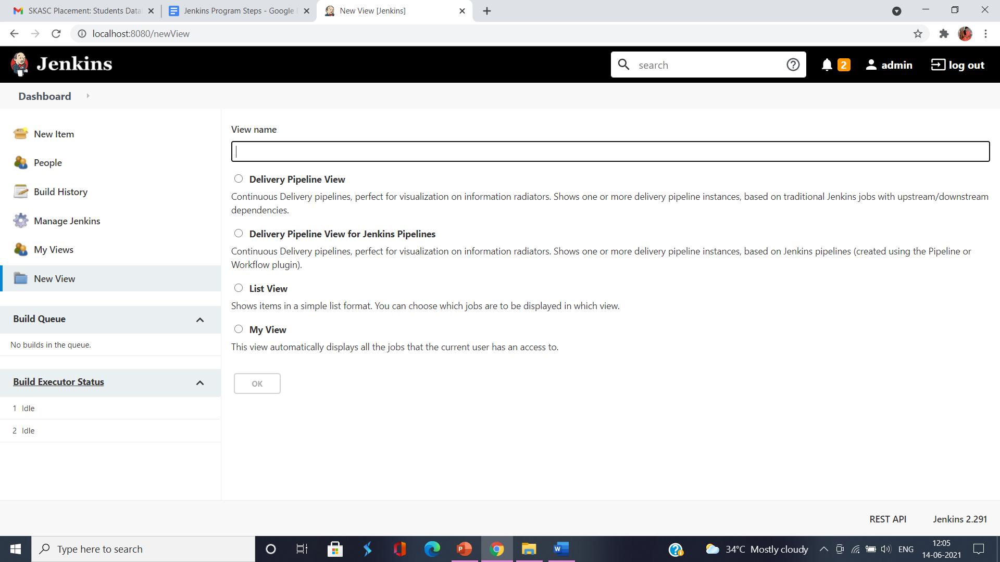 SKASC Placement: Students Data
Jenkins Program Steps - Google
New View [Jenkins]
localhost:8080/newView
Jenkins
search
2
admin
log out
Dashboard
New Item
People
Build History
Manage Jenkins
My Views
New View
Build Queue
No builds in the queue.
Build Executor Status
1 Idle
2 Idle
View name
Delivery Pipeline View
Continuous Delivery pipelines, perfect for visualization on information radiators. Shows one or more delivery pipeline instances, based on traditional Jenkins jobs with upstream/downstream
dependencies.
Delivery Pipeline View for Jenkins Pipelines
Continuous Delivery pipelines, perfect for visualization on information radiators. Shows one or more delivery pipeline instances, based on Jenkins pipelines (created using the Pipeline or
Workflow plugin).
List View
Shows items in a simple list format. You can choose which jobs are to be displayed in which view.
My View
This view automatically displays all the jobs that the current user has an access to.
OK
REST API
Jenkins 2.291
Type here to search
34°C Mostly cloudy
ENG
12:05
14-06-2021